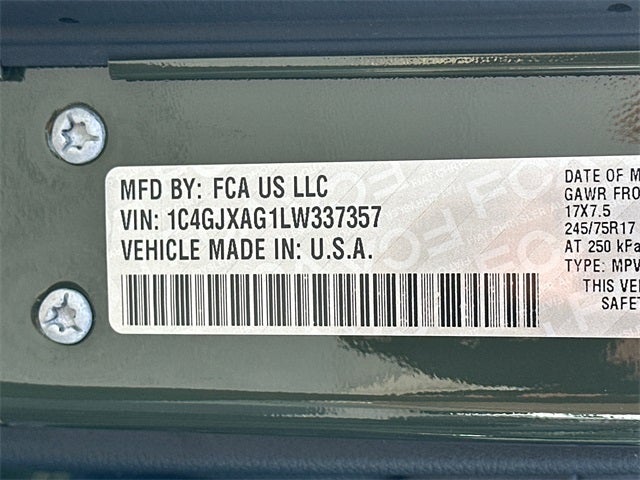 MFD BY: FCA US LLC
VIN: 1C4GJXAG1LW337357
VEHICLE MADE IN: U.S.A.
DATE OF M
GAWR FRO
17X7.5
245/75R17
AT 250 kPa
TYPE: MPV
THIS VE
SAFET